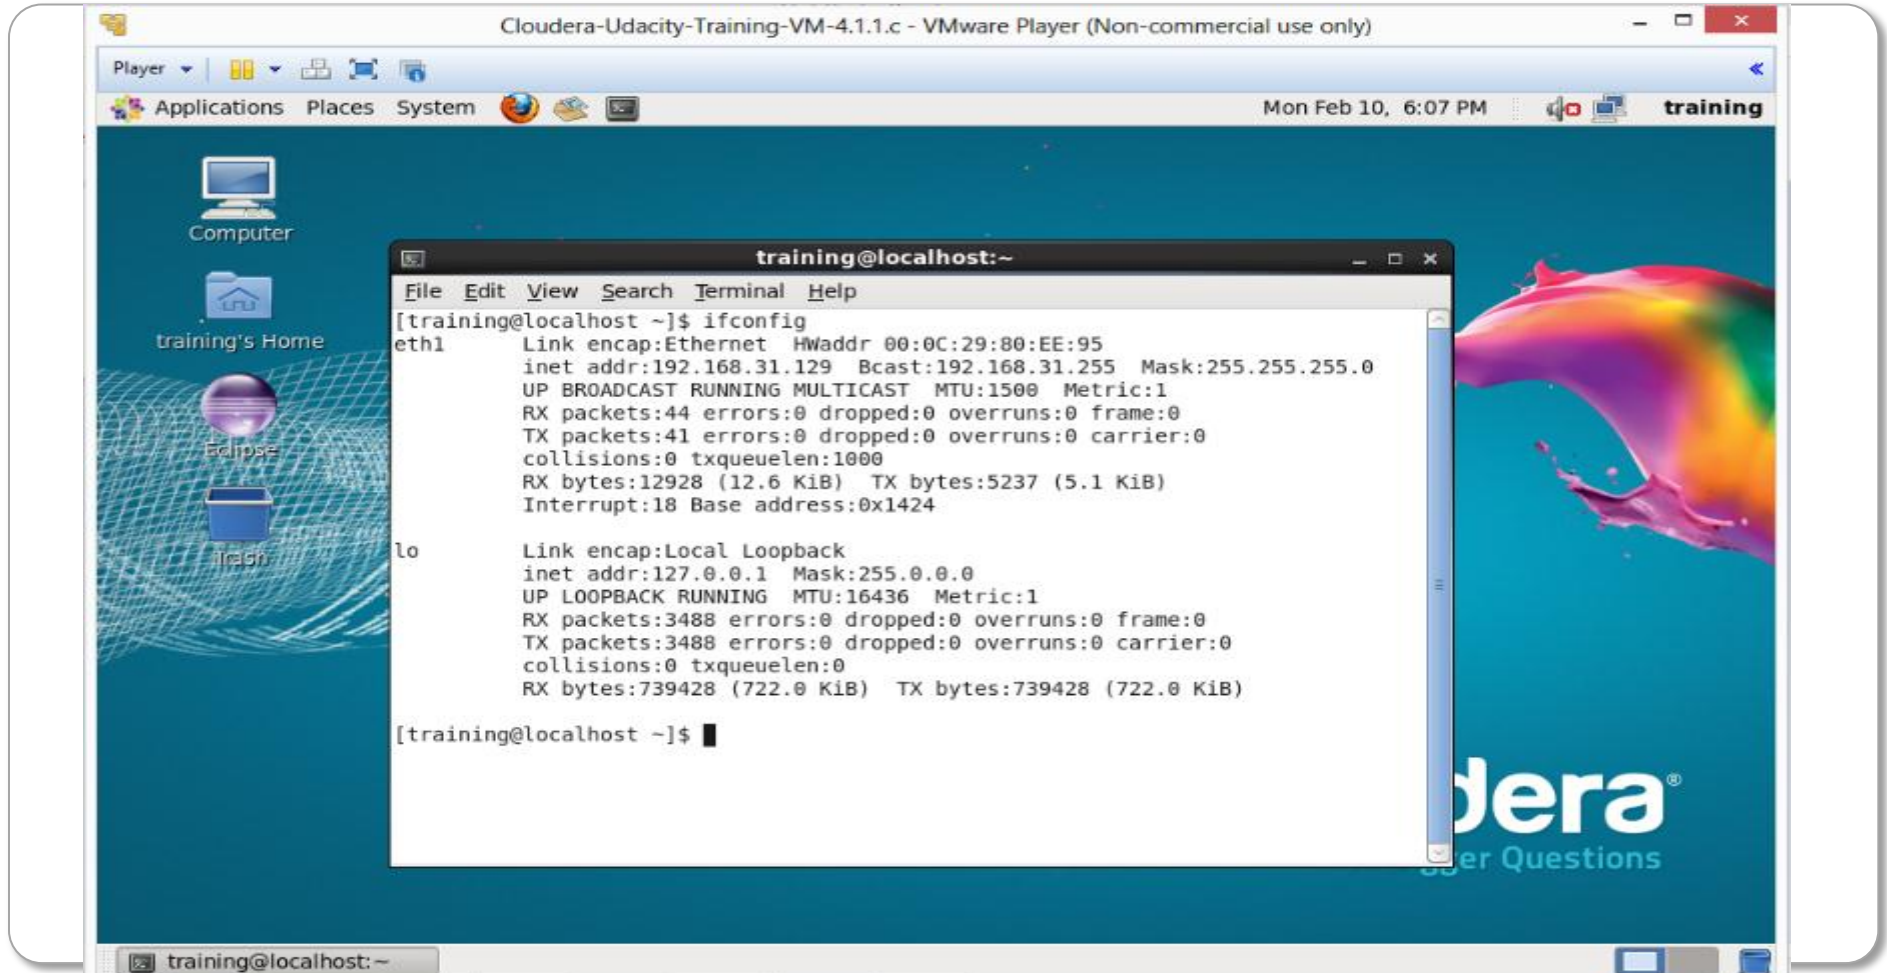 Cloudera-Udacity-Training-VM-4.1.1.c - VMware Player (Non-commercial use only)
Player
Applications Places System Mon Feb 10, 6:07 PM training
Computer
training's Home
Eclipse
Trash
training@localhost:~
File Edit View Search Terminal Help
[training@localhost ~]$ ifconfig
eth1 Link encap:Ethernet HWaddr 00:0C:29:80:EE:95
inet addr:192.168.31.129 Bcast:192.168.31.255 Mask:255.255.255.0
UP BROADCAST RUNNING MULTICAST MTU:1500 Metric:1
RX packets:44 errors:0 dropped:0 overruns:0 frame:0
TX packets:41 errors:0 dropped:0 overruns:0 carrier:0
collisions:0 txqueuelen:1000
RX bytes:12928 (12.6 KiB) TX bytes:5237 (5.1 KiB)
Interrupt:18 Base address:0x1424
lo Link encap:Local Loopback
inet addr:127.0.0.1 Mask:255.0.0.0
UP LOOPBACK RUNNING MTU:16436 Metric:1
RX packets:3488 errors:0 dropped:0 overruns:0 frame:0
TX packets:3488 errors:0 dropped:0 overruns:0 carrier:0
collisions:0 txqueuelen:0
RX bytes:739428 (722.0 KiB) TX bytes:739428 (722.0 KiB)
[training@localhost ~]$
dera®
er Questions
training@localhost:~